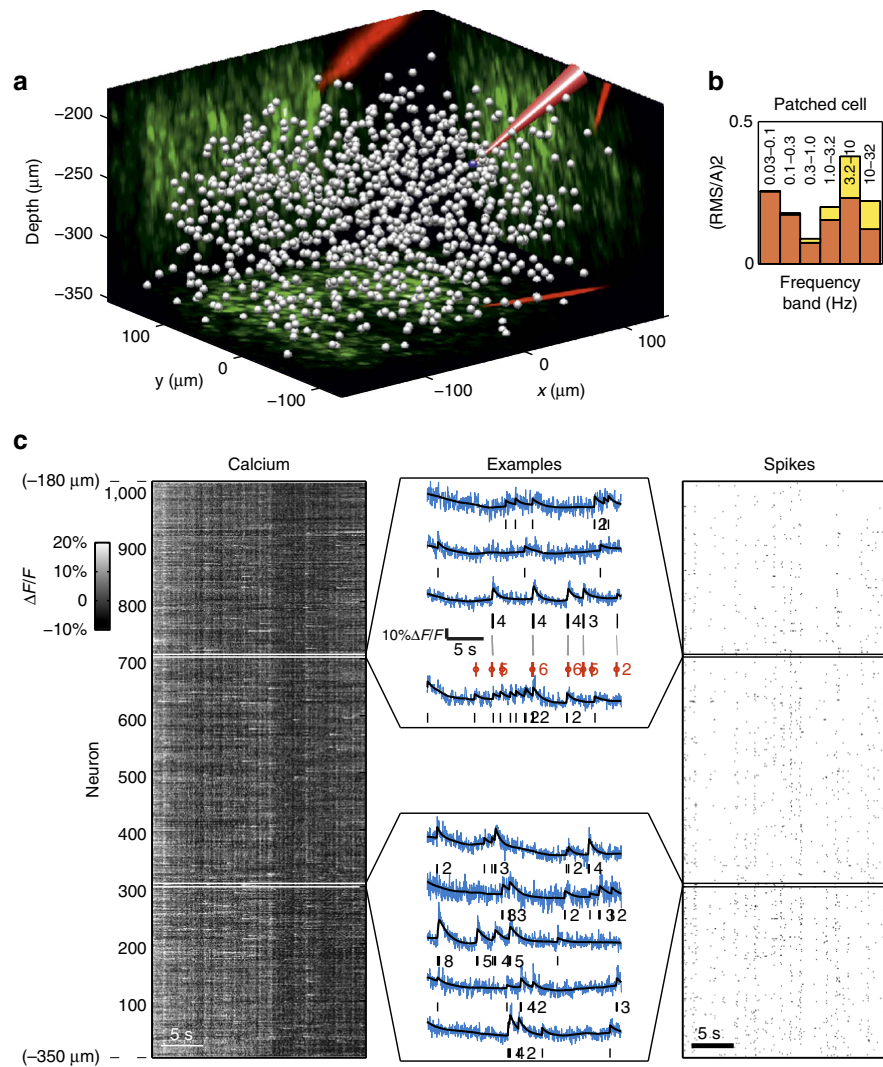 a
Depth (μm)
−200
−250
−300
−350
100
0
−100
y (μm)
−100
0
100
x (μm)
b
Patched cell
0.5
0
(RMS/A)2
0.03–0.1
0.1–0.3
0.3–1.0
1.0–3.2
3.2–10
10–32
Frequency
band (Hz)
c
Calcium
Examples
Spikes
(−180 μm)
1,000
900
800
700
600
500
400
300
200
100
(−350 μm)
Neuron
20%
10%
0
−10%
ΔF/F
5 s
2
4 4 4 3
10%ΔF/F
5 s
6 6 2
2 2 2
2 3 2 4
3 3 2 3 2
8 5 4 5
4 2 3
4 2
5 s